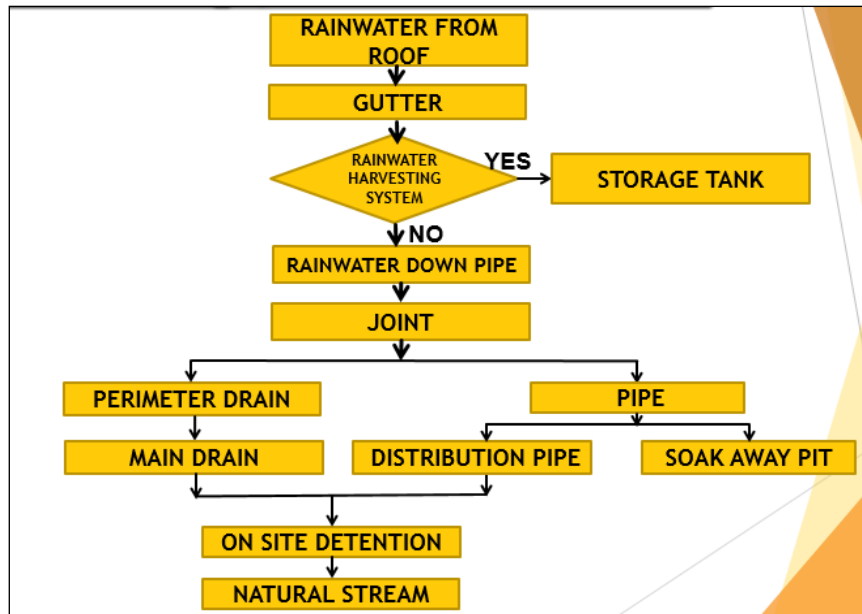 RAINWATER FROM
ROOF
GUTTER
RAINWATER
HARVESTING
SYSTEM
YES
STORAGE TANK
NO
RAINWATER DOWN PIPE
JOINT
PERIMETER DRAIN
PIPE
MAIN DRAIN
DISTRIBUTION PIPE
SOAK AWAY PIT
ON SITE DETENTION
NATURAL STREAM